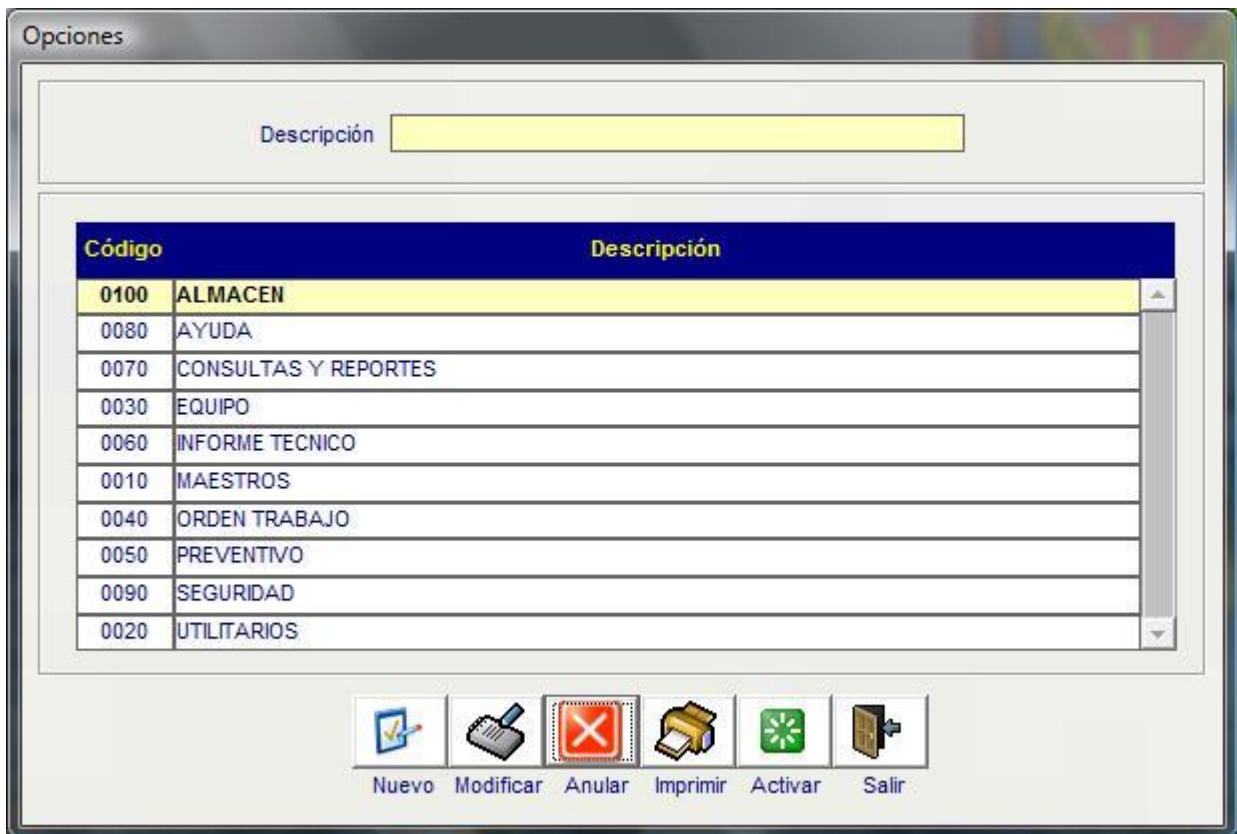 Opciones
Descripción
Código Descripción
0100 ALMACEN
0080 AYUDA
0070 CONSULTAS Y REPORTES
0030 EQUIPO
0060 INFORME TECNICO
0010 MAESTROS
0040 ORDEN TRABAJO
0050 PREVENTIVO
0090 SEGURIDAD
0020 UTILITARIOS
Nuevo Modificar Anular Imprimir Activar Salir